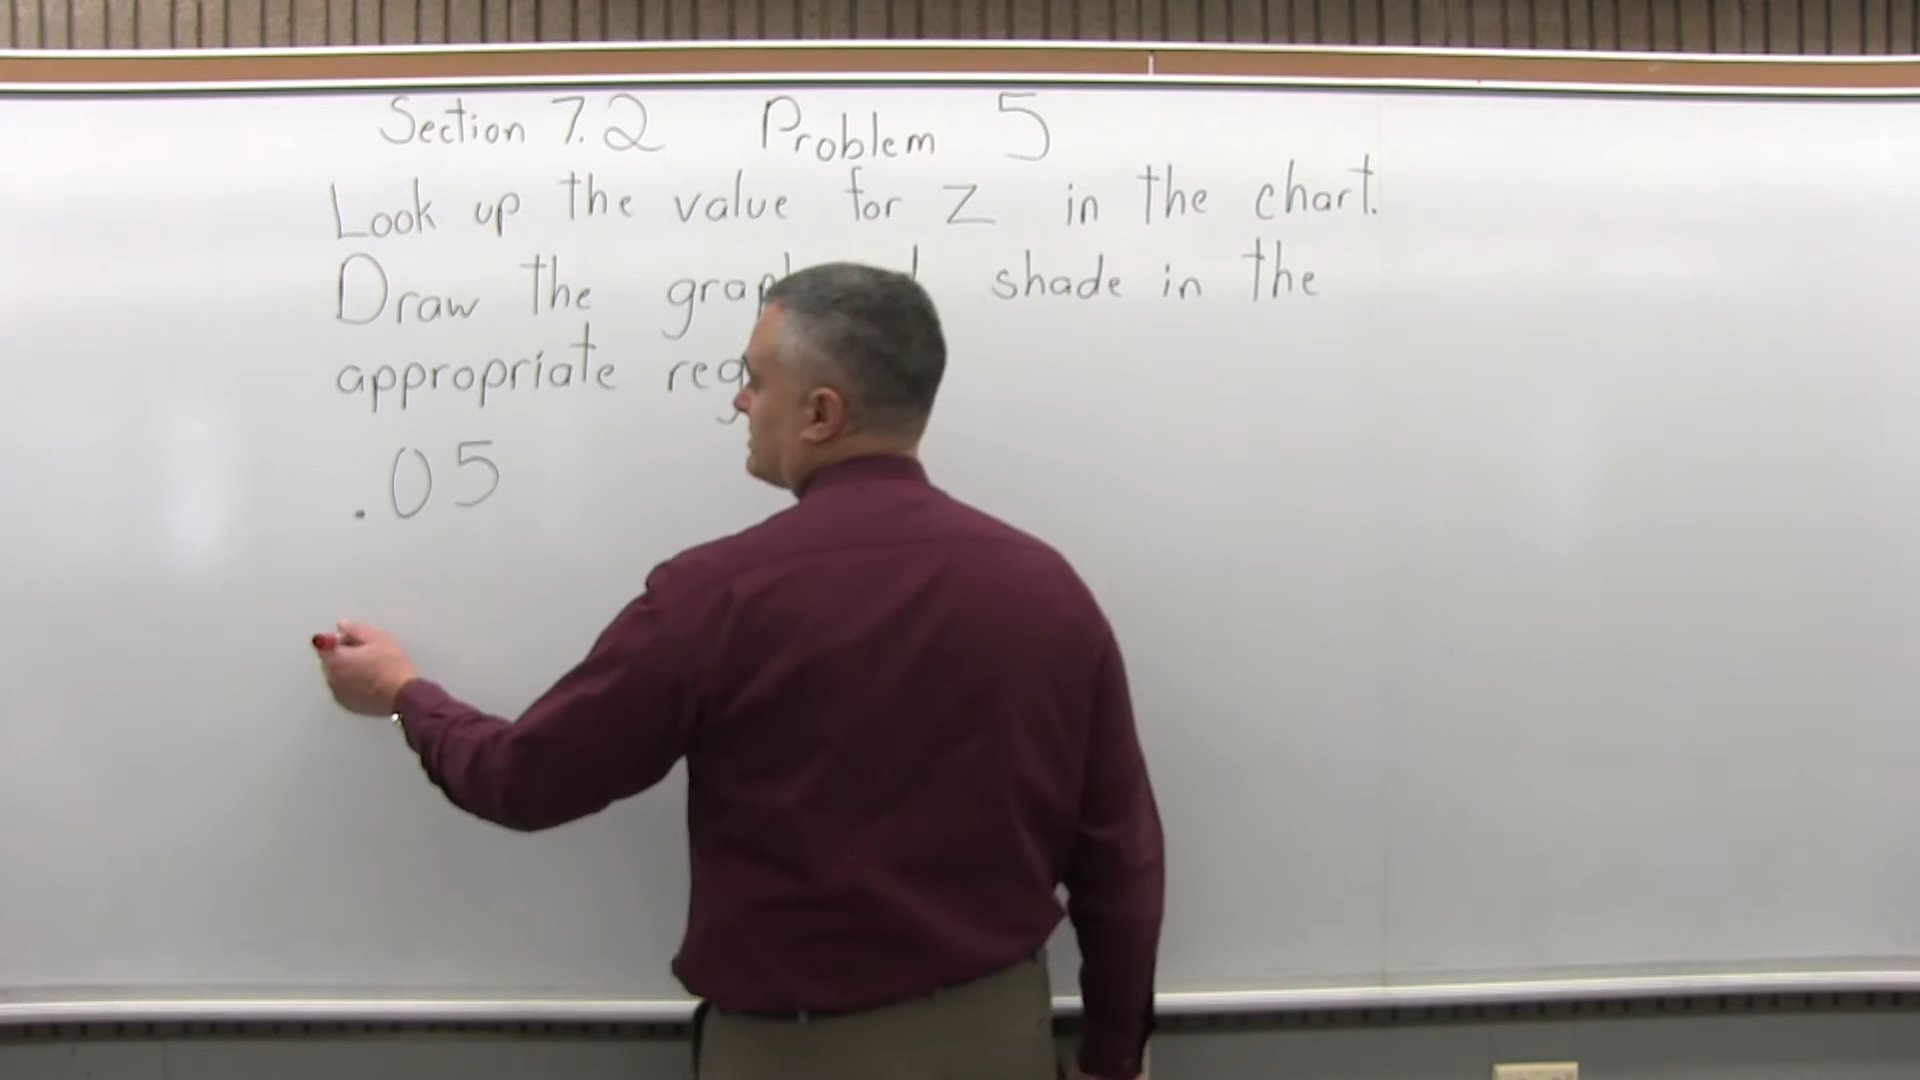 Section 7.2 Problem 5
Look up the value for z in the chart.
Draw the shade in the
appropriate
.05